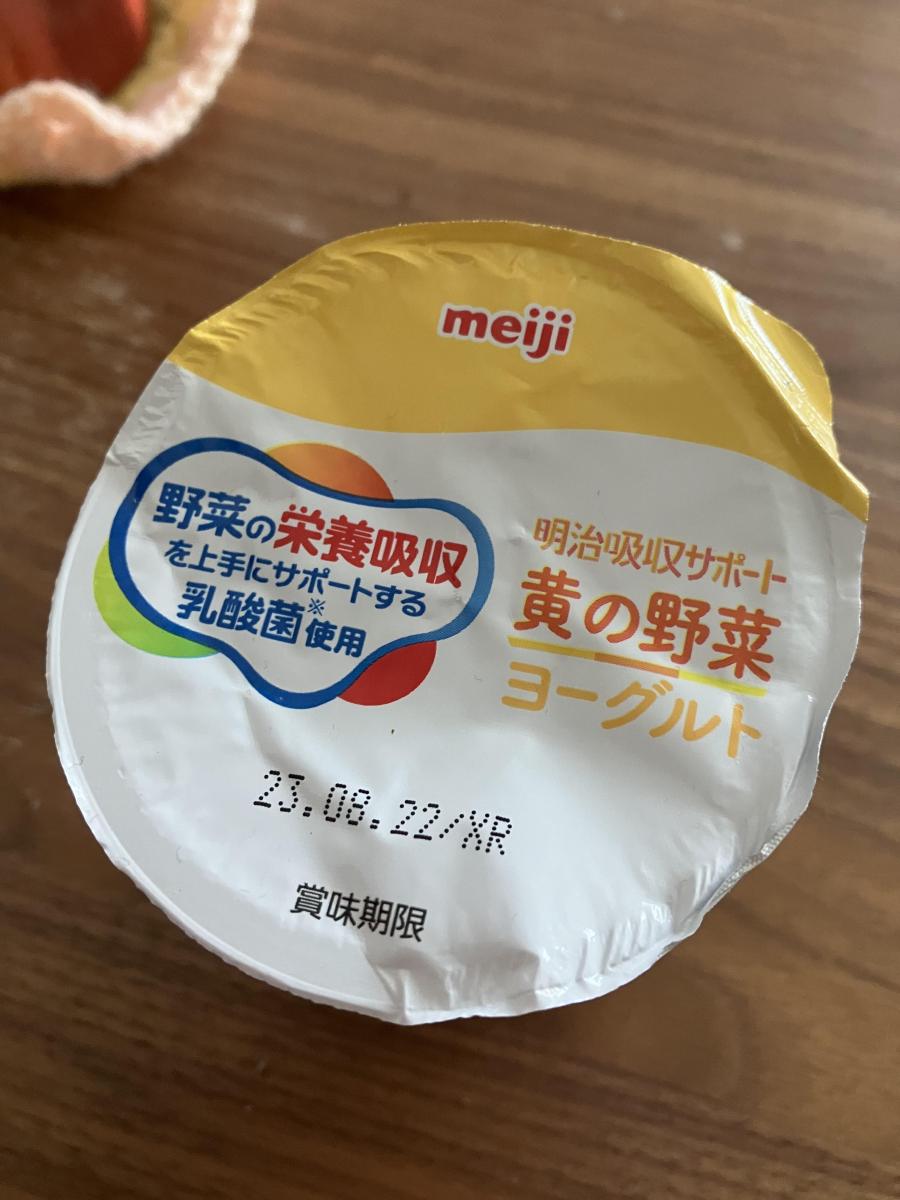 meiji
野菜の栄養吸収
を上手にサポートする
乳酸菌※使用
明治吸収サポート
黄の野菜
ヨーグルト
23.08.22/XR
賞味期限